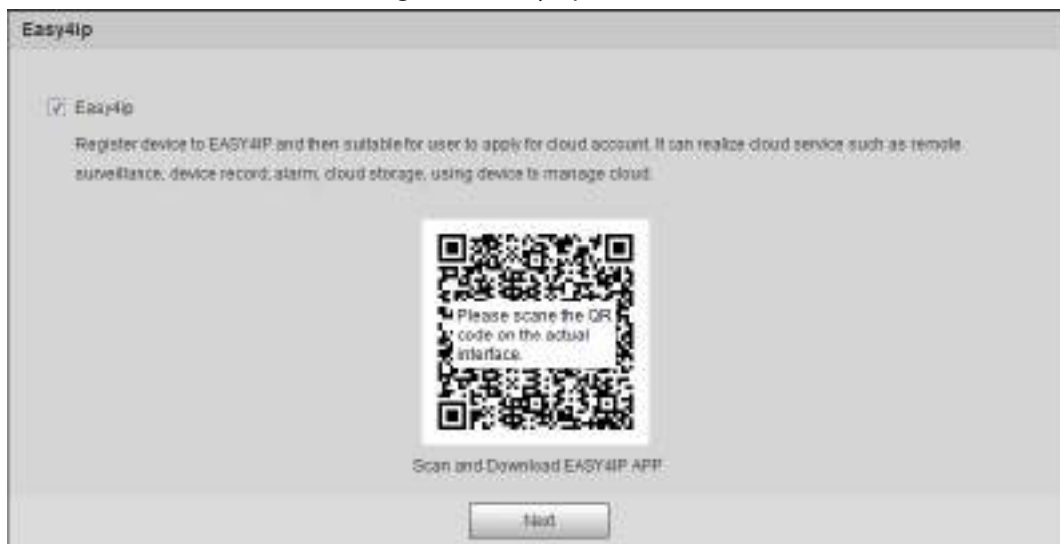 Easy4ip
Easy4ip
Register device to EASY4IP and then suitable for user to apply for cloud account. It can realize cloud service such as remote
surveillance, device record, alarm, cloud storage, using device to manage cloud.
Please scane the QR
code on the actual
interface.
Scan and Download EASY4IP APP
Next